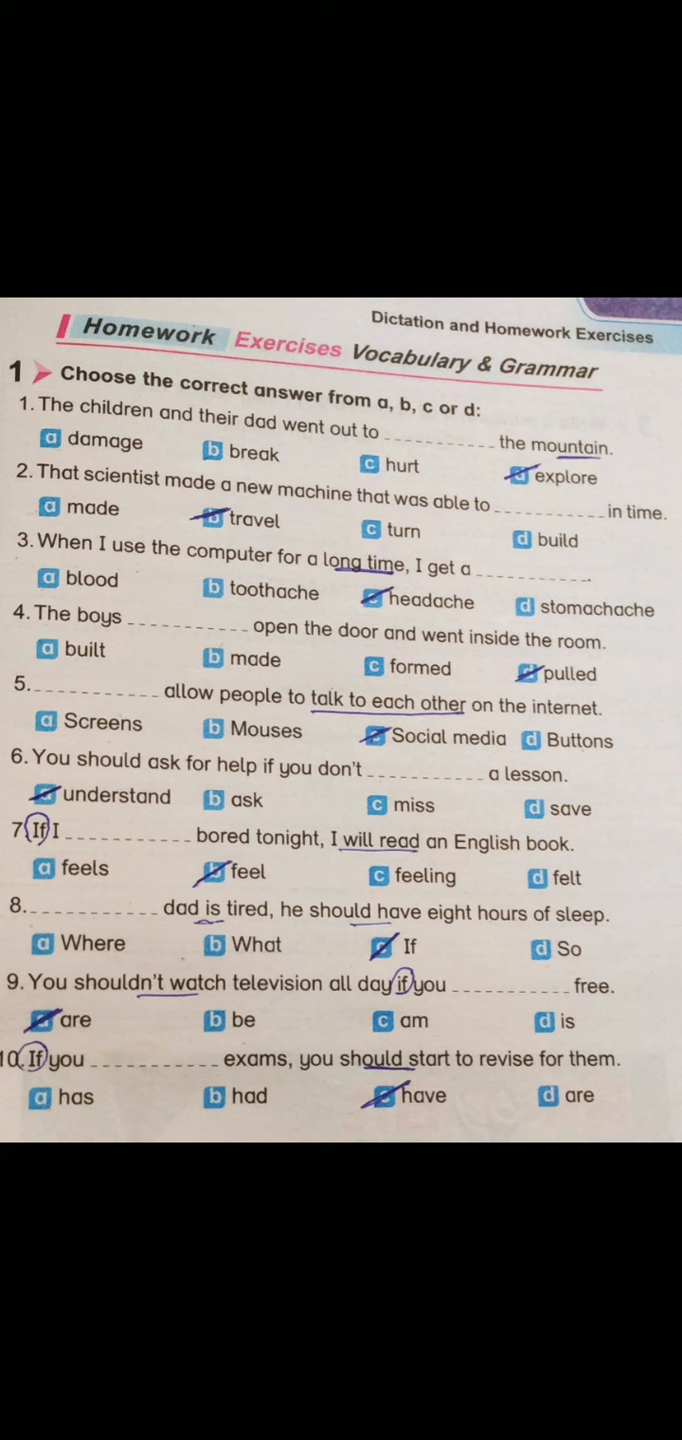 Dictation and Homework Exercises
Homework Exercises Vocabulary & Grammar
1 Choose the correct answer from a, b, c or d:
1. The children and their dad went out to ____________ the mountain.
a damage b break c hurt d explore
2. That scientist made a new machine that was able to ____________ in time.
a made b travel c turn d build
3. When I use the computer for a long time, I get a ____________.
a blood b toothache c headache d stomachache
4. The boys ____________ open the door and went inside the room.
a built b made c formed d pulled
5. ____________ allow people to talk to each other on the internet.
a Screens b Mouses c Social media d Buttons
6. You should ask for help if you don't ____________ a lesson.
a understand b ask c miss d save
7. If I ____________ bored tonight, I will read an English book.
a feels b feel c feeling d felt
8. ____________ dad is tired, he should have eight hours of sleep.
a Where b What c If d So
9. You shouldn't watch television all day if you ____________ free.
a are b be c am d is
10. If you ____________ exams, you should start to revise for them.
a has b had c have d are